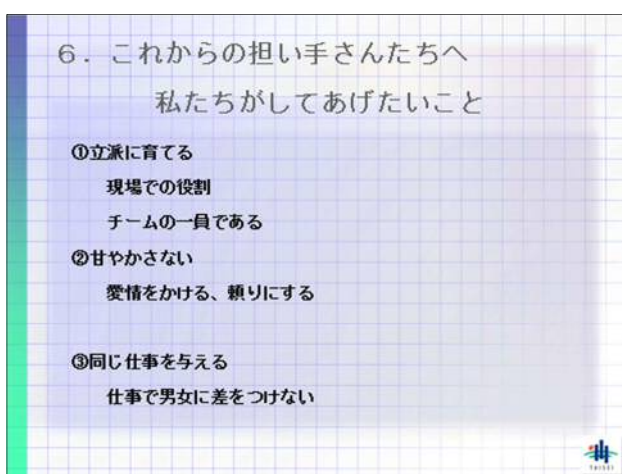 ６．これからの担い手さんたちへ
私たちがしてあげたいこと
①立派に育てる
現場での役割
チームの一員である
②甘やかさない
愛情をかける、頼りにする
③同じ仕事を与える
仕事で男女に差をつけない
TAISEI